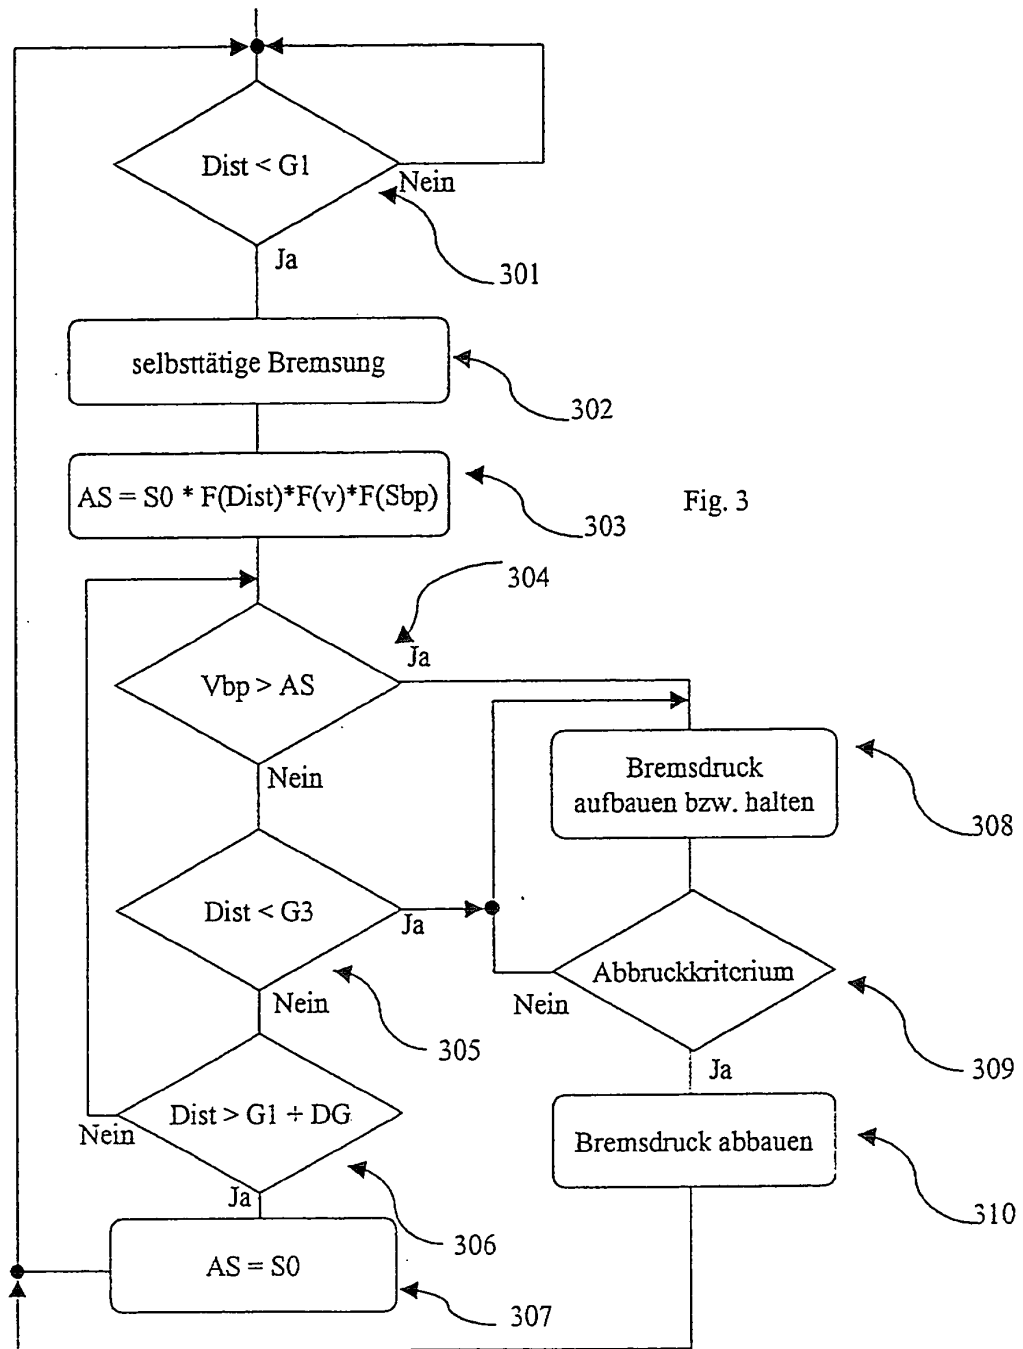 Dist < G1
Nein
Ja
301
selbsttätige Bremsung
302
AS = S0 * F(Dist)*F(v)*F(Sbp)
Fig. 3
303
304
Ja
Vbp > AS
Nein
Bremsdruck
aufbauen bzw. halten
308
Dist < G3
Ja
Abbruckkriterium
Nein
Nein
305
309
Ja
Dist > G1 + DG
Nein
Bremsdruck abbauen
Ja
310
306
AS = S0
307